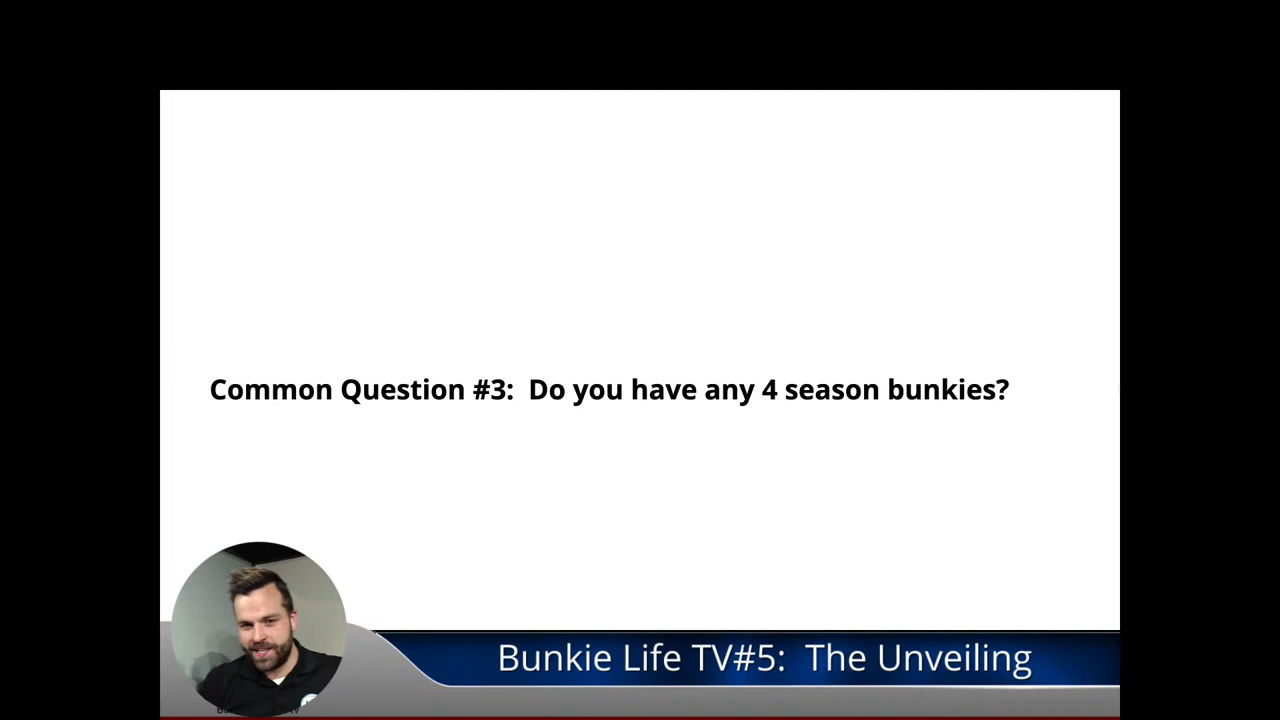 Common Question #3:  Do you have any 4 season bunkies?
Bunkie Life TV#5:  The Unveiling